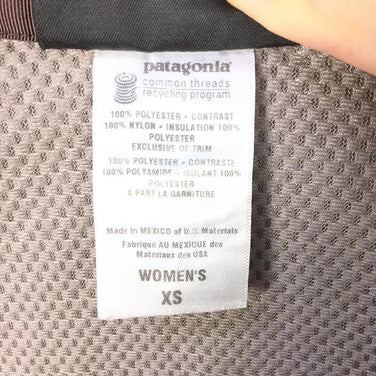 patagonia®
common threads
recycling program
100% POLYESTER • CONTRAST
100% NYLON • INSULATION 100%
POLYESTER
EXCLUSIVE OF TRIM
100% POLYESTER • CONTRASTE
100% POLYAMIDE • ISOLANT 100%
POLYESTER
A PART LA GARNITURE
Made in MEXICO of U.S. Materials
Fabriqué AU MEXIQUE des
Materiaux des USA
WOMEN'S
XS